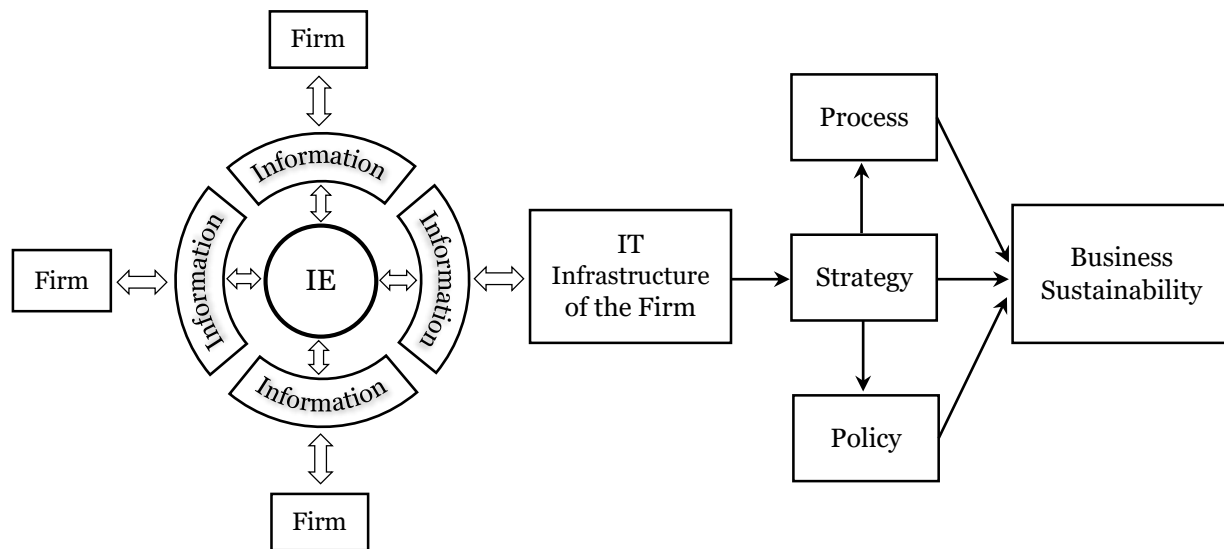 Firm
Information
Firm
Information
IE
Information
Information
Firm
IT
Infrastructure
of the Firm
Process
Strategy
Policy
Business
Sustainability